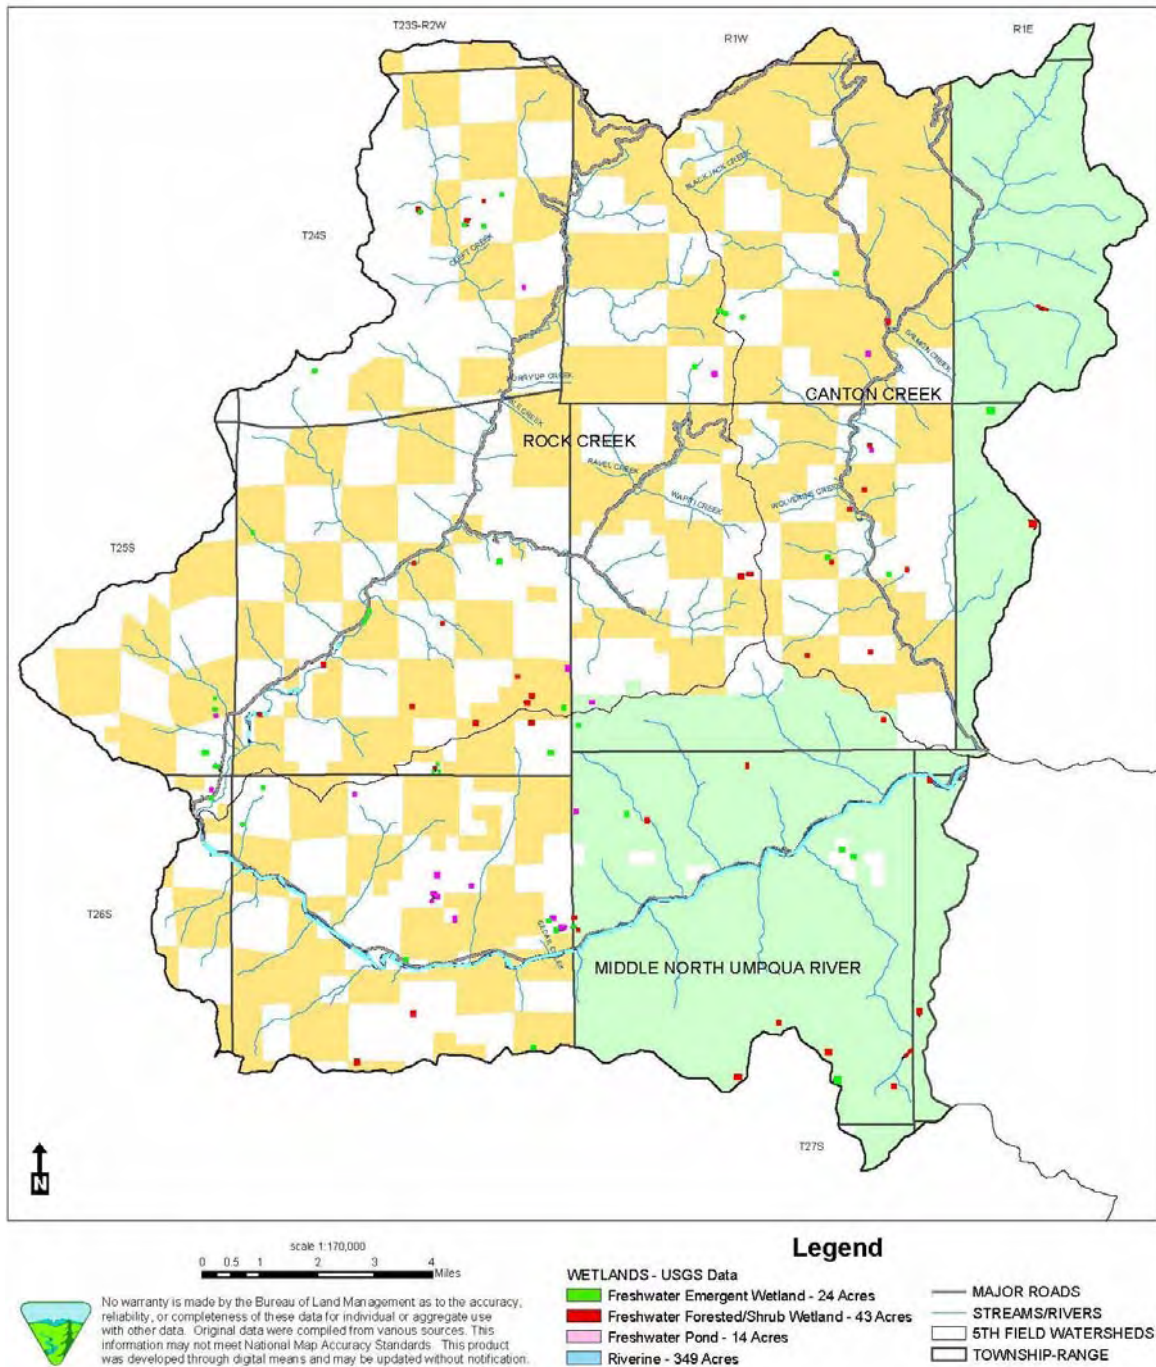 T23S-R2W
R1W
R1E
BLACKJACK CREEK
T24S
CROFT CREEK
CANTON CREEK
HORRYUP CREEK
ROCK CREEK
RAVEL CREEK
WAPITI CREEK
WOLVERINE CREEK
T25S
T26S
CEDAR CREEK
MIDDLE NORTH UMPQUA RIVER
T27S
N
scale 1:170,000
0 0.5 1 2 3 4
Miles
No warranty is made by the Bureau of Land Management as to the accuracy,
reliability, or completeness of these data for individual or aggregate use
with other data. Original data were compiled from various sources. This
information may not meet National Map Accuracy Standards. This product
was developed through digital means and may be updated without notification.
Legend
WETLANDS - USGS Data
Freshwater Emergent Wetland - 24 Acres
Freshwater Forested/Shrub Wetland - 43 Acres
Freshwater Pond - 14 Acres
Riverine - 349 Acres
MAJOR ROADS
STREAMS/RIVERS
5TH FIELD WATERSHEDS
TOWNSHIP-RANGE